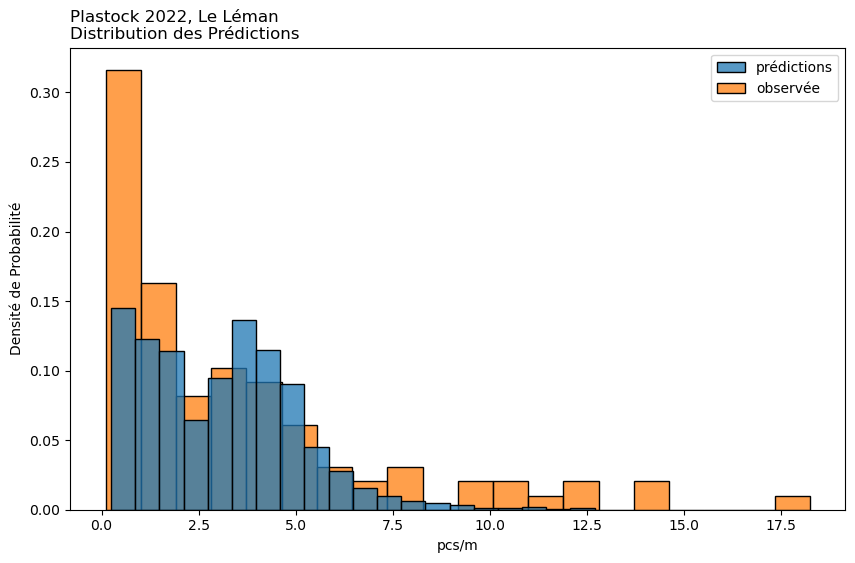 Plastock 2022, Le Léman
Distribution des Prédictions
prédictions
observée
Densité de Probabilité
0.30
0.25
0.20
0.15
0.10
0.05
0.00
0.0 2.5 5.0 7.5 10.0 12.5 15.0 17.5
pcs/m